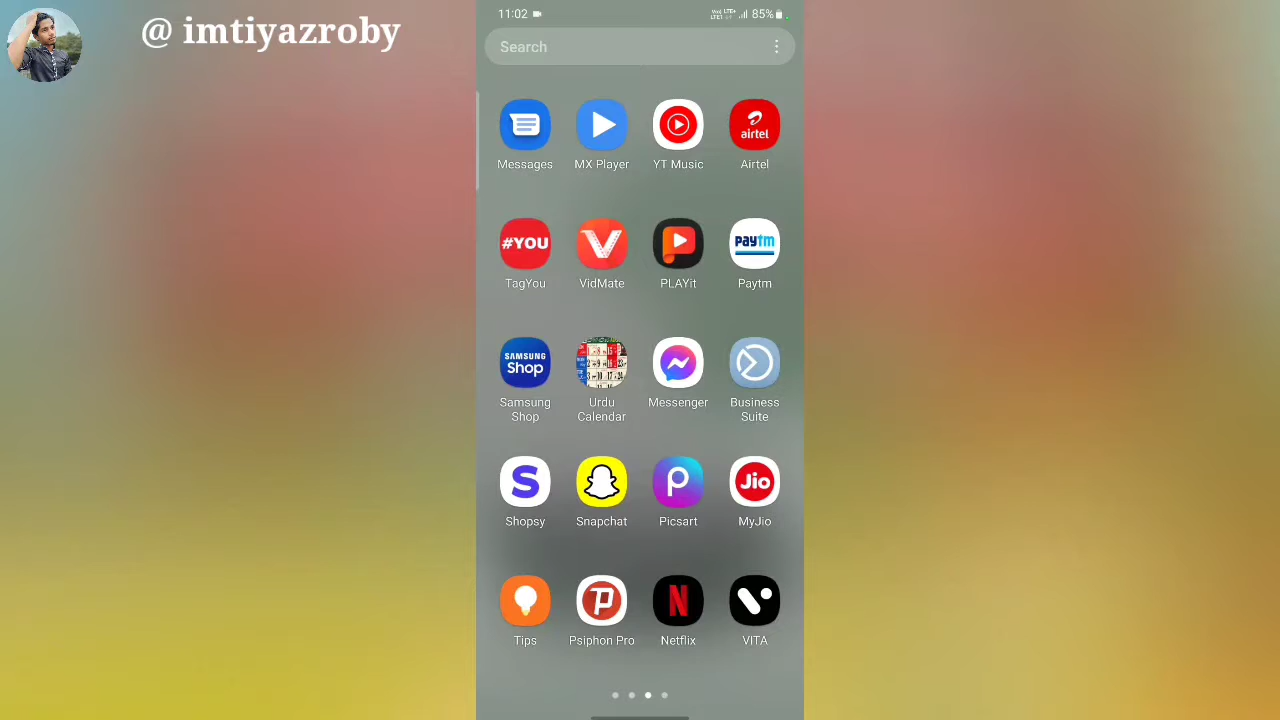 @ imtiyazroby
11:02
85%
Search
Messages
MX Player
YT Music
airtel
Airtel
#YOU
TagYou
VidMate
PLAYit
paytm
Paytm
SAMSUNG
Shop
Samsung
Shop
Urdu
Calendar
Messenger
Business
Suite
S
Shopsy
Snapchat
P
Picsart
Jio
MyJio
Tips
P
Psiphon Pro
N
Netflix
VITA